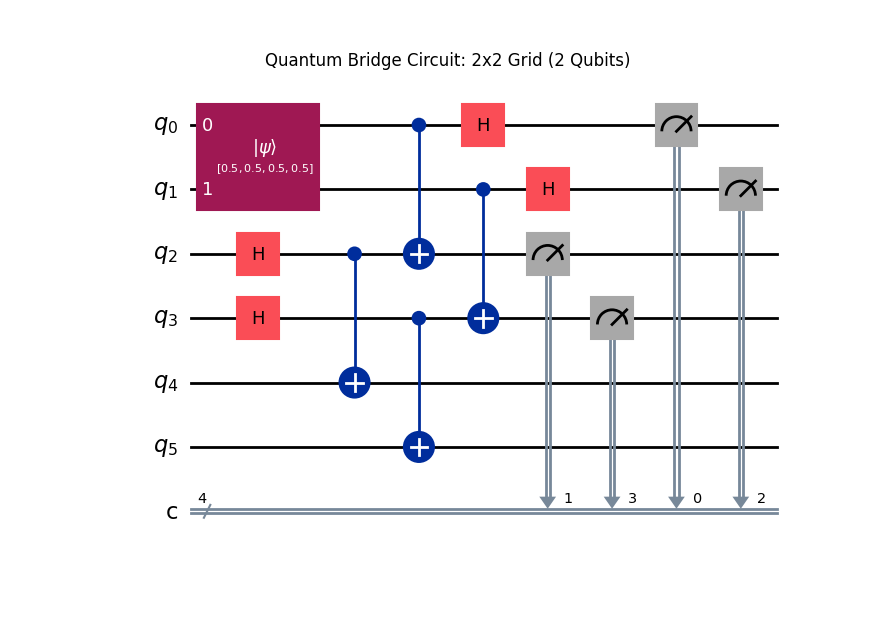 Quantum Bridge Circuit: 2x2 Grid (2 Qubits)
q0 0 H
|ψ⟩
[0.5, 0.5, 0.5, 0.5]
q1 1 H
q2 H
q3 H
q4
q5
4 1 3 0 2
c